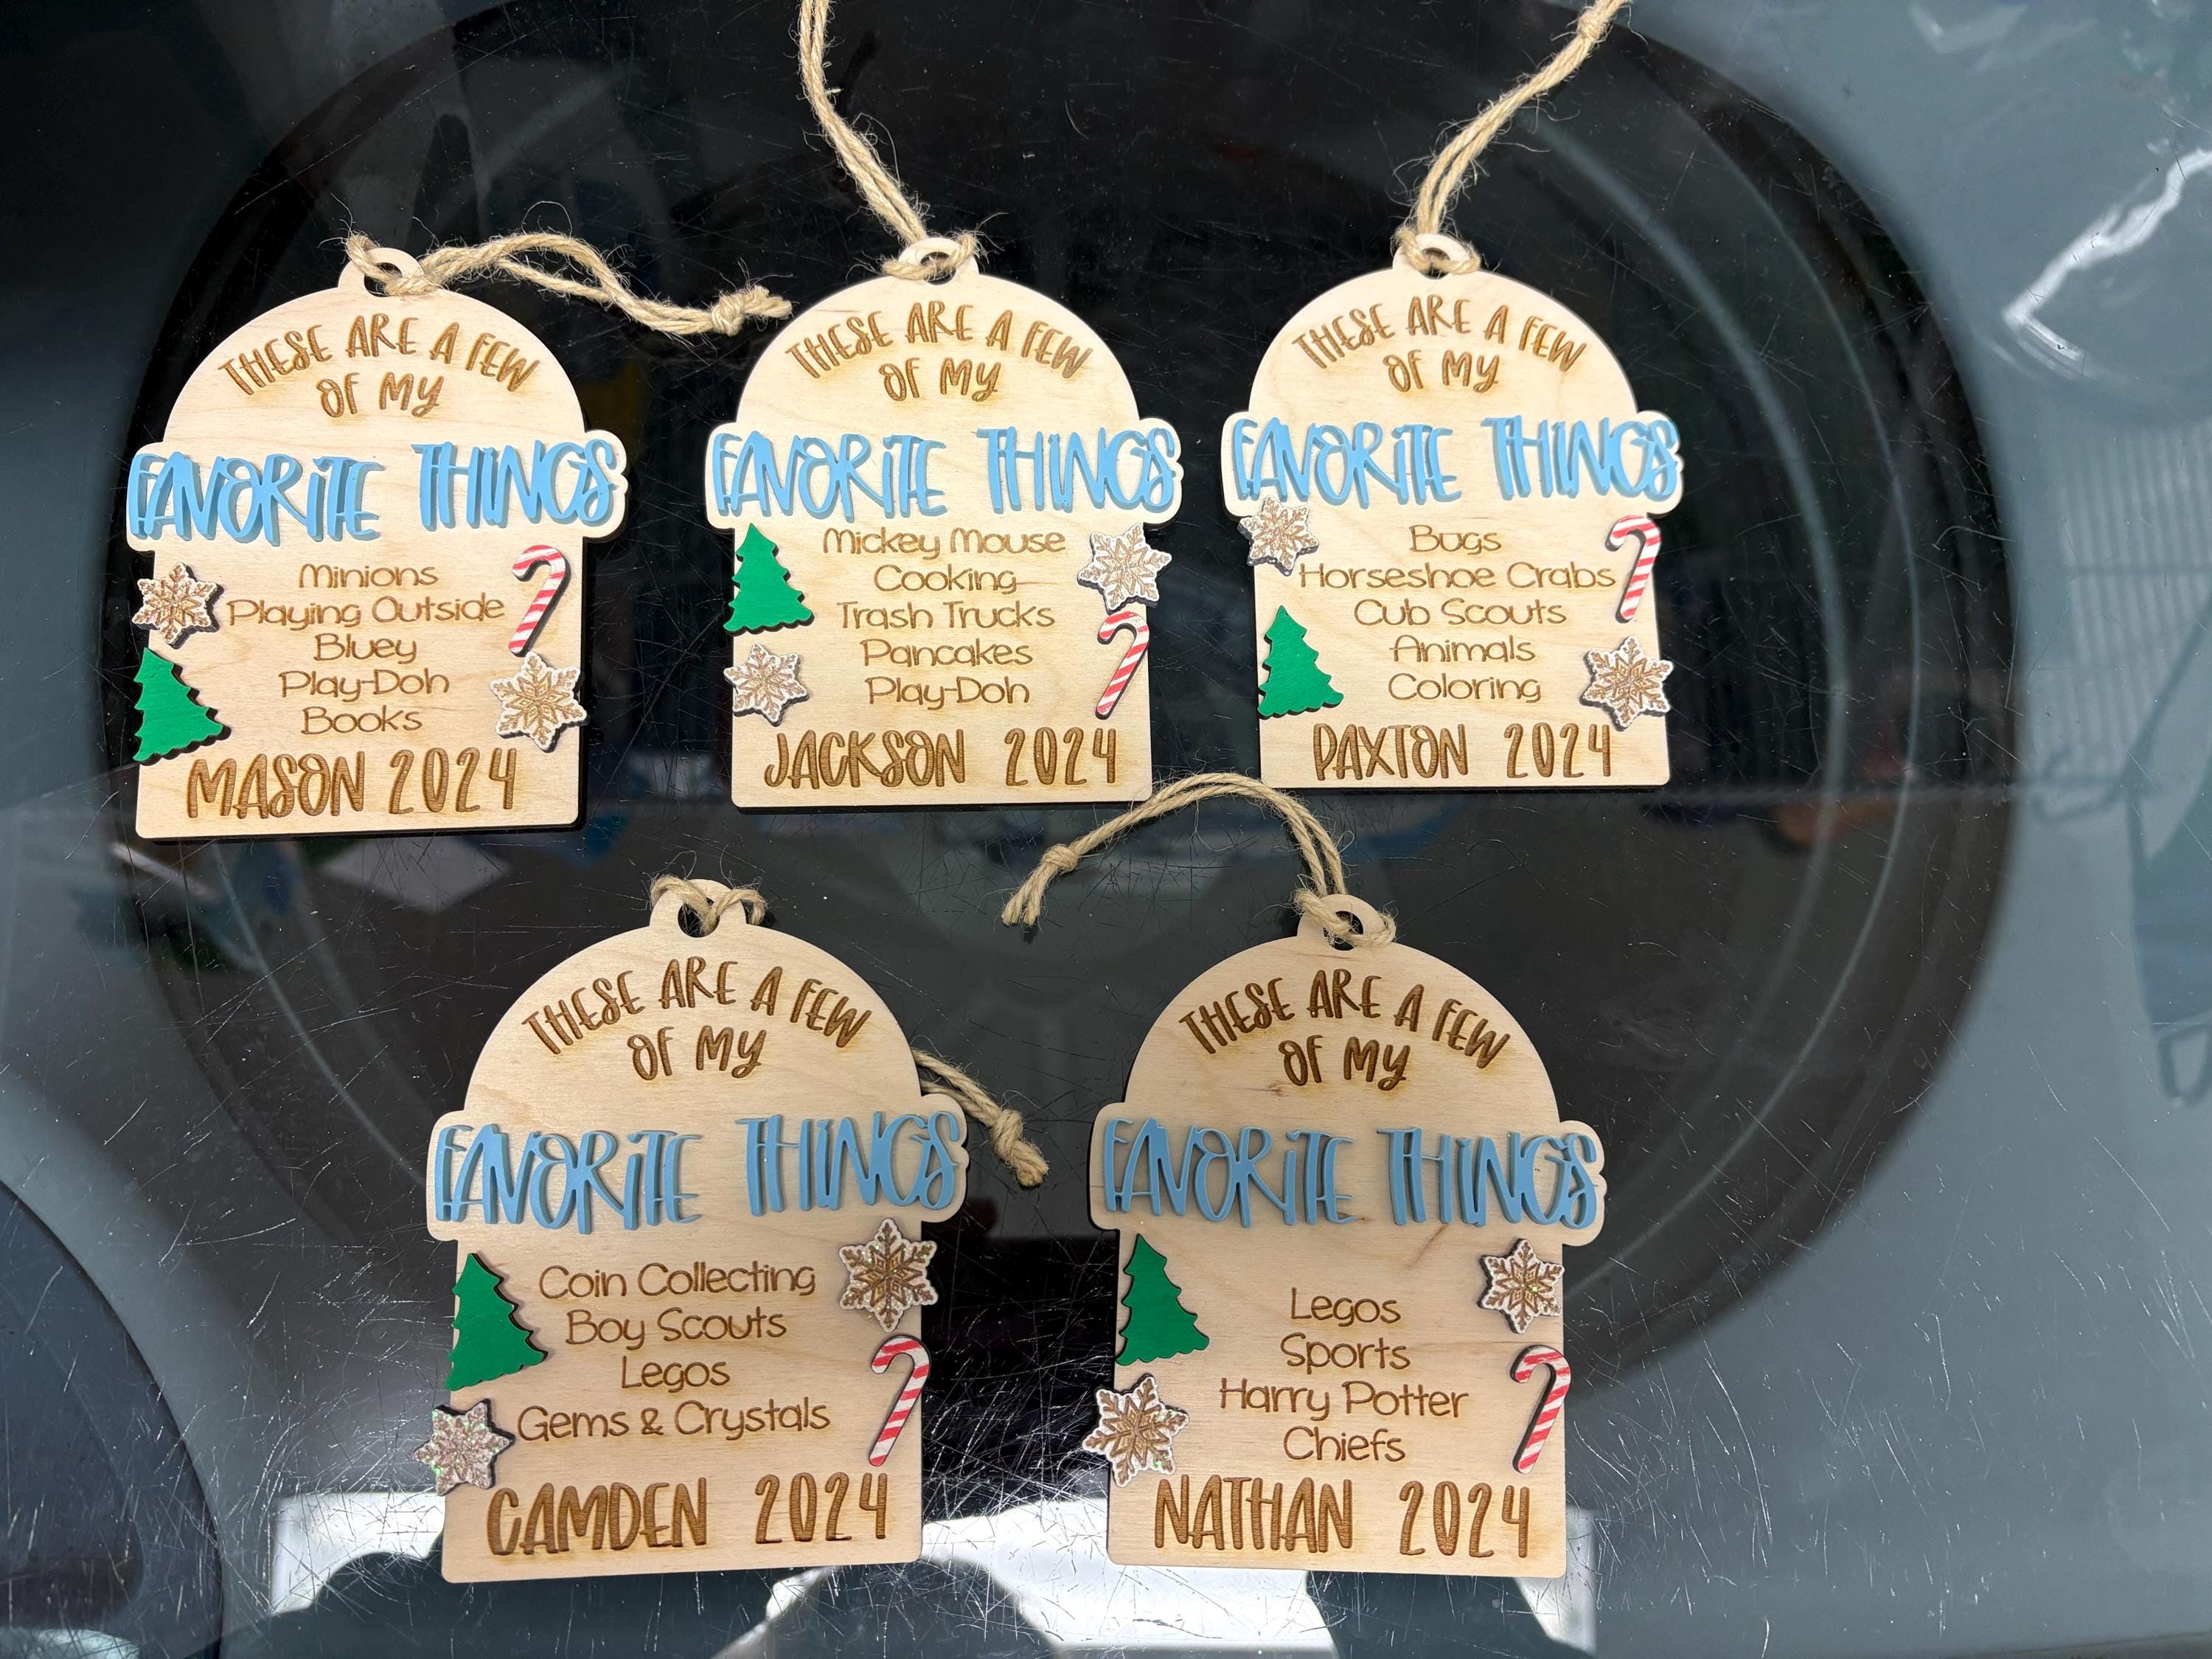 THESE ARE A FEW
OF MY
FAVORiTE THiNGS
Minions
Playing Outside
Bluey
Play-Doh
Books
MASON 2024
THESE ARE A FEW
OF MY
FAVORiTE THiNGS
Mickey Mouse
Cooking
Trash Trucks
Pancakes
Play-Doh
JACKSON 2024
THESE ARE A FEW
OF MY
FAVORiTE THiNGS
Bugs
Horseshoe Crabs
Cub Scouts
Animals
Coloring
PAXTON 2024
THESE ARE A FEW
OF MY
FAVORiTE THiNGS
Coin Collecting
Boy Scouts
Legos
Gems & Crystals
CAMDEN 2024
THESE ARE A FEW
OF MY
FAVORiTE THiNGS
Legos
Sports
Harry Potter
Chiefs
NATHAN 2024